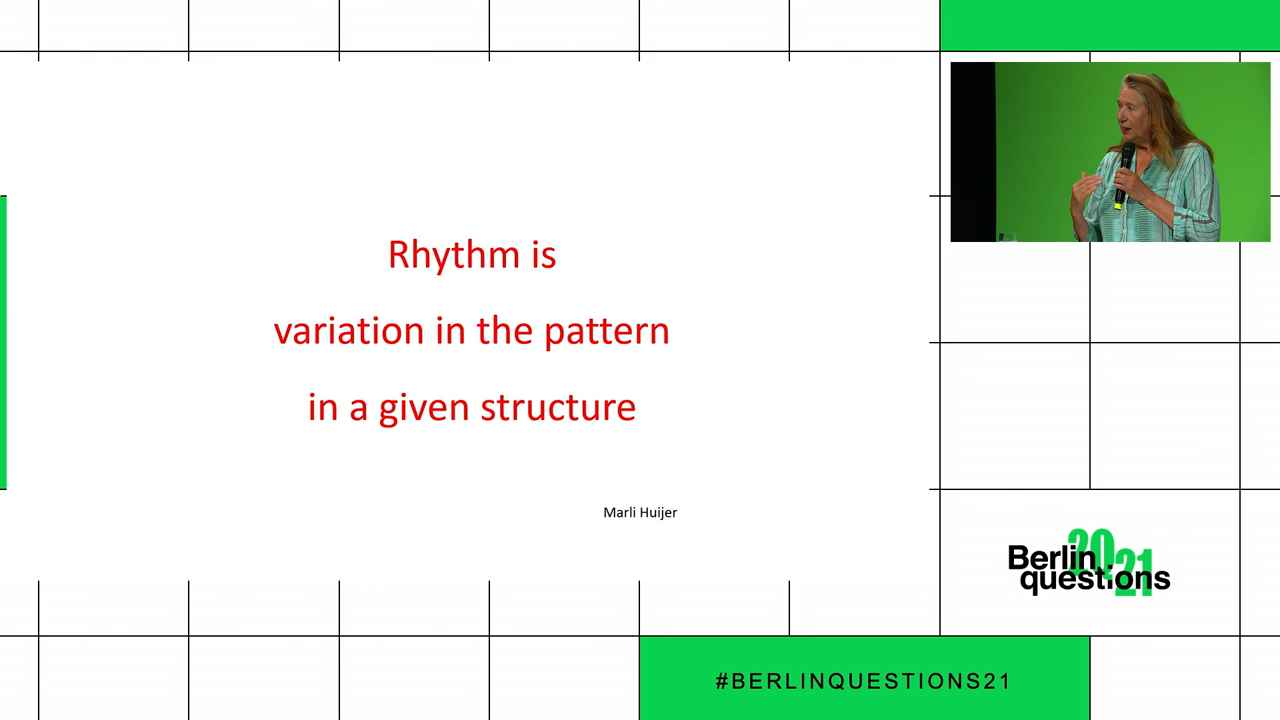 Rhythm is
variation in the pattern
in a given structure
Marli Huijer
Berlin 2021
questions
#BERLINQUESTIONS21